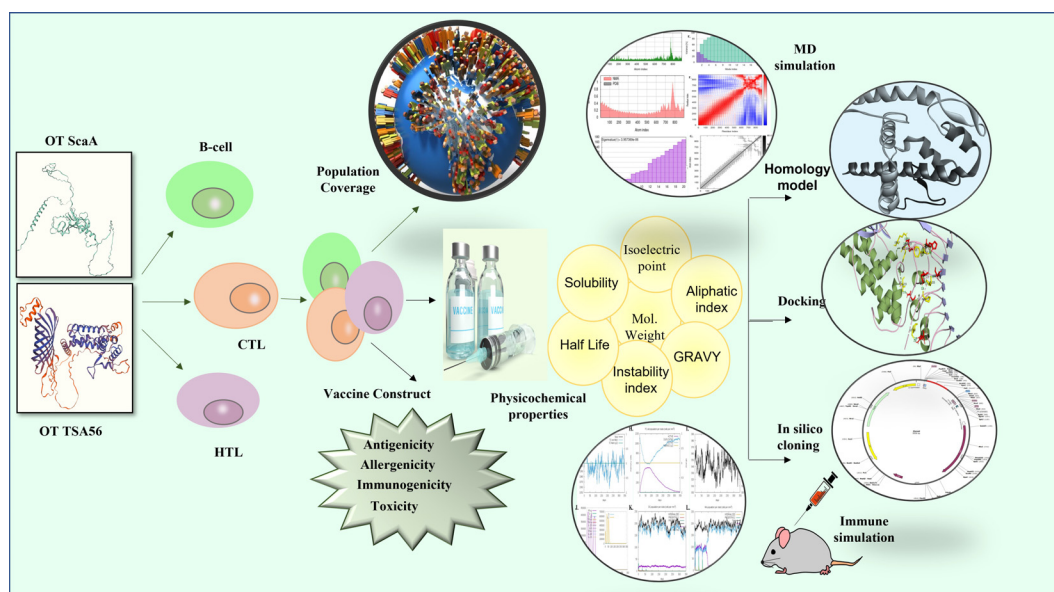 OT ScaA
OT TSA56
B-cell
CTL
HTL
Population
Coverage
Vaccine Construct
Antigenicity
Allergenicity
Immunogenicity
Toxicity
VACCINE
VACCINE
Physicochemical
properties
Isoelectric
point
Solubility
Aliphatic
index
Mol.
Weight
Half Life
GRAVY
Instability
index
MD
simulation
Homology
model
Docking
In silico
cloning
Immune
simulation